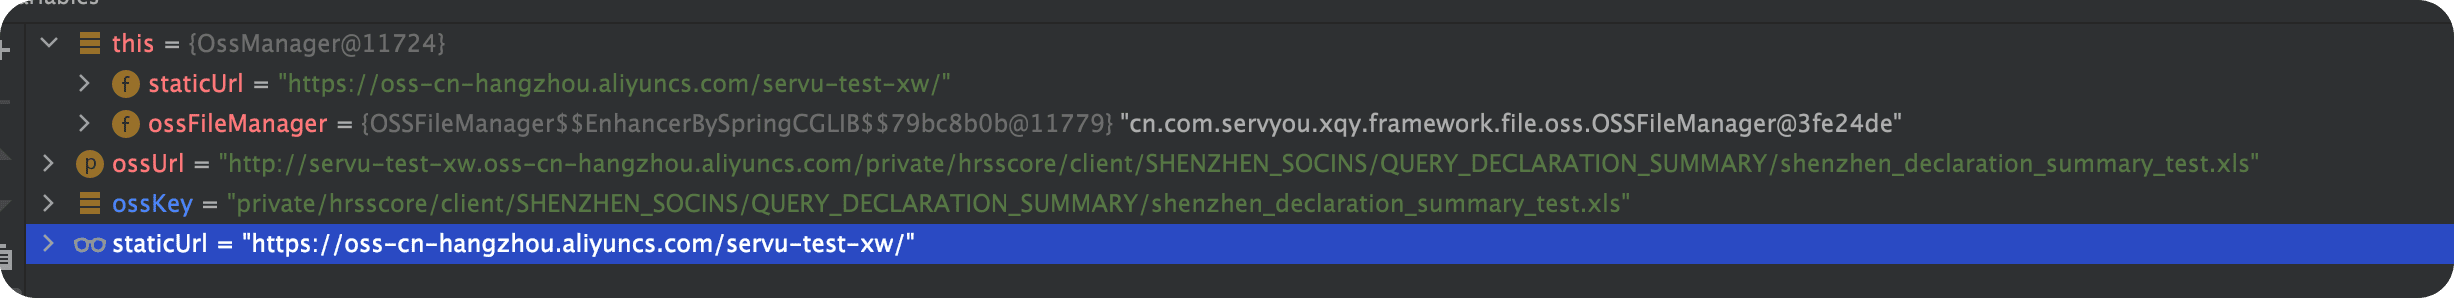 this = {OssManager@11724}
f staticUrl = "https://oss-cn-hangzhou.aliyuncs.com/servu-test-xw/"
f ossFileManager = {OSSFileManager$$EnhancerBySpringCGLIB$$79bc8b0b@11779} "cn.com.servyou.xqy.framework.file.oss.OSSFileManager@3fe24de"
p ossUrl = "http://servu-test-xw.oss-cn-hangzhou.aliyuncs.com/private/hrsscore/client/SHENZHEN_SOCINS/QUERY_DECLARATION_SUMMARY/shenzhen_declaration_summary_test.xls"
ossKey = "private/hrsscore/client/SHENZHEN_SOCINS/QUERY_DECLARATION_SUMMARY/shenzhen_declaration_summary_test.xls"
staticUrl = "https://oss-cn-hangzhou.aliyuncs.com/servu-test-xw/"